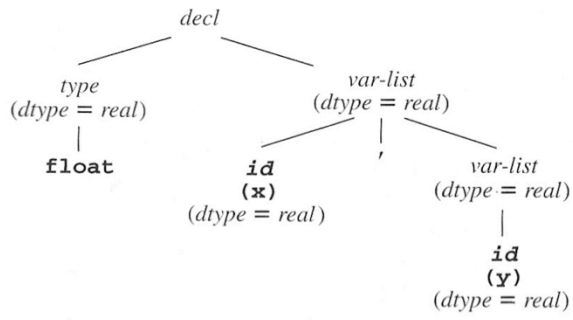 decl
type
(dtype = real)
float
var-list
(dtype = real)
id
(x)
(dtype = real)
,
var-list
(dtype = real)
id
(y)
(dtype = real)